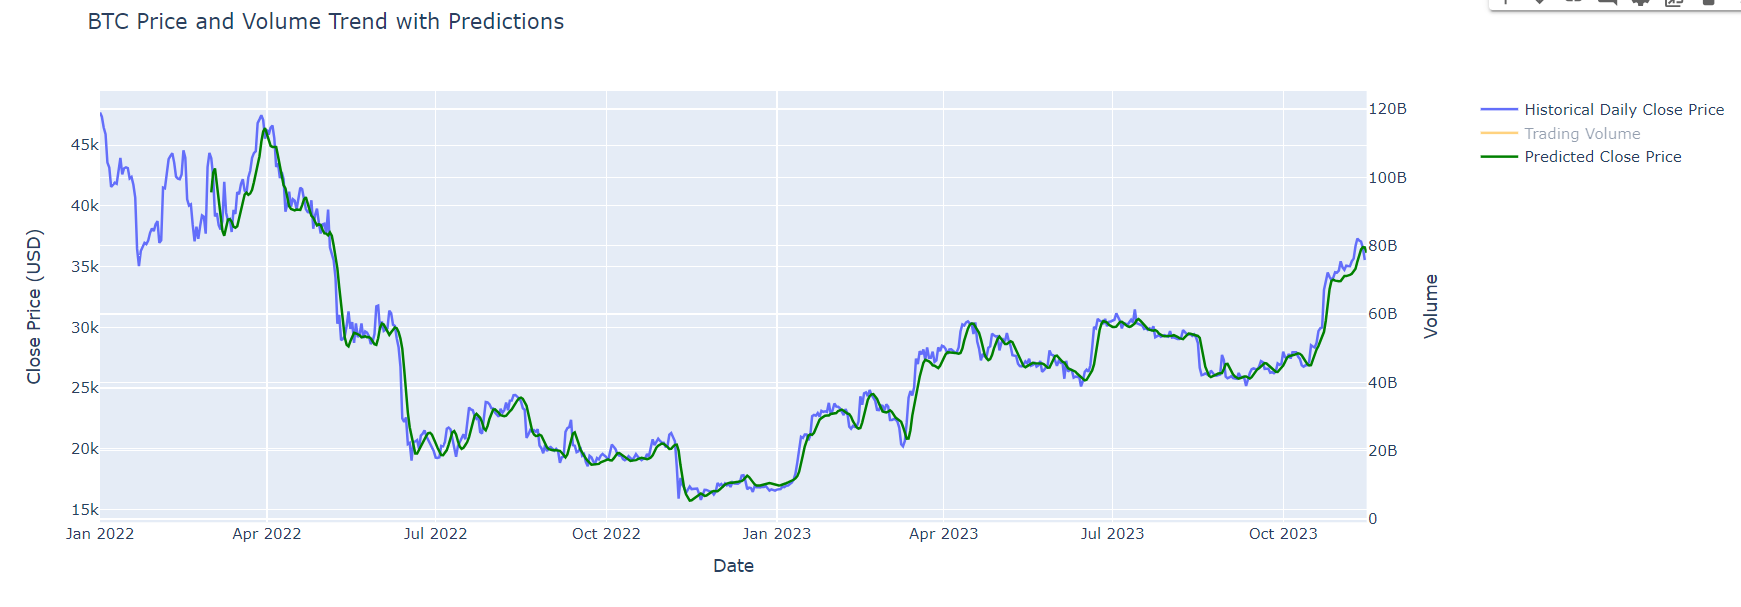 BTC Price and Volume Trend with Predictions
Historical Daily Close Price
Trading Volume
Predicted Close Price
Close Price (USD)
45k
40k
35k
30k
25k
20k
15k
120B
100B
80B
60B
40B
20B
0
Volume
Jan 2022
Apr 2022
Jul 2022
Oct 2022
Jan 2023
Apr 2023
Jul 2023
Oct 2023
Date